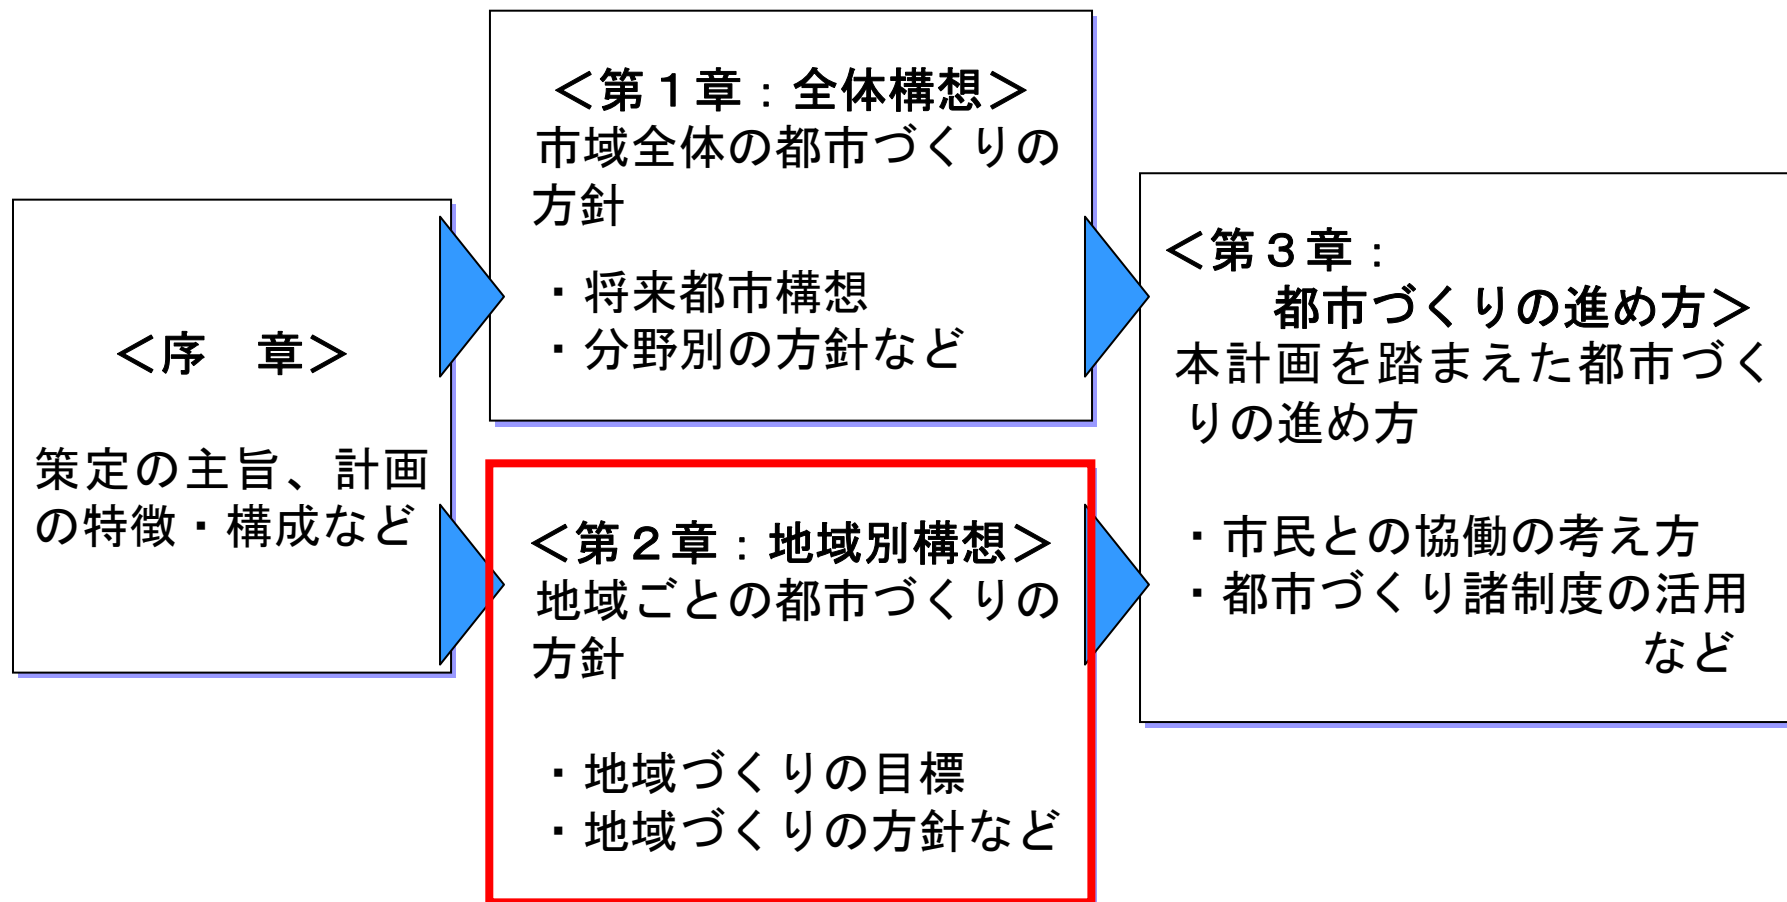 ＜序　章＞
策定の主旨、計画
の特徴・構成など
＜第１章：全体構想＞
市域全体の都市づくりの
方針
・将来都市構想
・分野別の方針など
＜第２章：地域別構想＞
地域ごとの都市づくりの
方針
・地域づくりの目標
・地域づくりの方針など
＜第３章：
都市づくりの進め方＞
本計画を踏まえた都市づく
りの進め方
・市民との協働の考え方
・都市づくり諸制度の活用
など